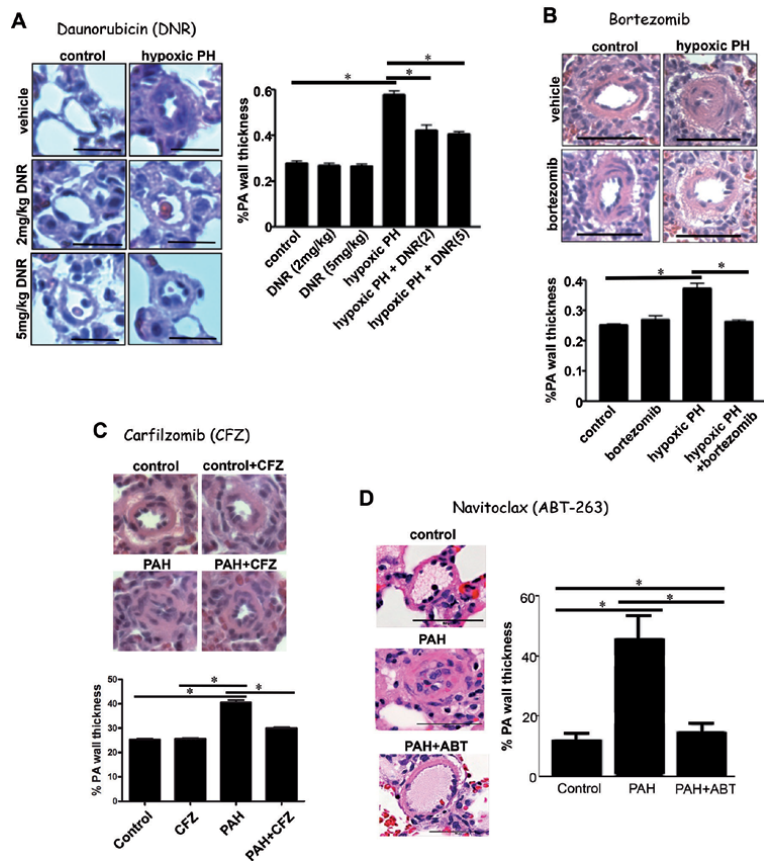 A
Daunorubicin (DNR)
control
hypoxic PH
vehicle
2mg/kg DNR
5mg/kg DNR
%PA wall thickness
0.6
0.4
0.2
0
*
*
*
control
DNR (2mg/kg)
DNR (5mg/kg)
hypoxic PH
hypoxic PH + DNR(2)
hypoxic PH + DNR(5)
B
Bortezomib
control
hypoxic PH
vehicle
bortezomib
%PA wall thickness
0.4
0.3
0.2
0.1
0
*
*
control
bortezomib
hypoxic PH
hypoxic PH
+bortezomib
C
Carfilzomib (CFZ)
control
control+CFZ
PAH
PAH+CFZ
% PA wall thickness
50
40
30
20
10
0
*
*
*
Control
CFZ
PAH
PAH+CFZ
D
Navitoclax (ABT-263)
control
PAH
PAH+ABT
% PA wall thickness
60
40
20
0
*
*
*
Control
PAH
PAH+ABT